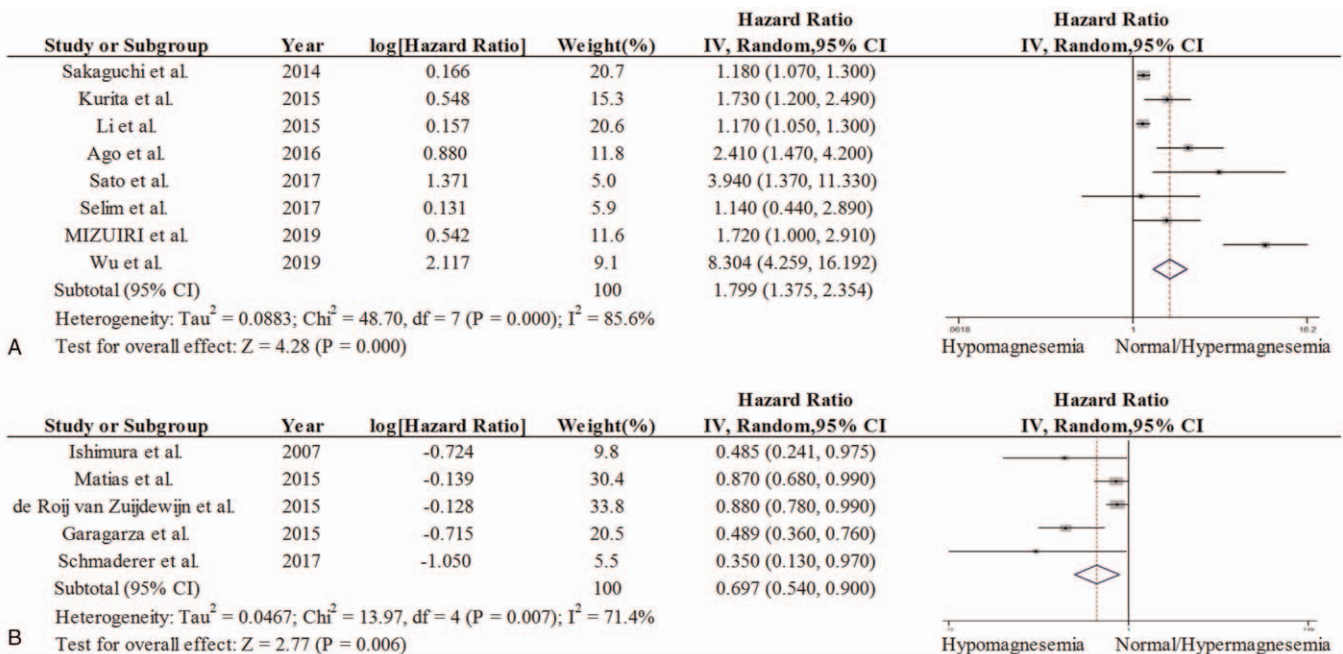 Hazard Ratio Hazard Ratio
Study or Subgroup Year log[Hazard Ratio] Weight(%) IV, Random,95% CI IV, Random,95% CI
Sakaguchi et al. 2014 0.166 20.7 1.180 (1.070, 1.300)
Kurita et al. 2015 0.548 15.3 1.730 (1.200, 2.490)
Li et al. 2015 0.157 20.6 1.170 (1.050, 1.300)
Ago et al. 2016 0.880 11.8 2.410 (1.470, 4.200)
Sato et al. 2017 1.371 5.0 3.940 (1.370, 11.330)
Selim et al. 2017 0.131 5.9 1.140 (0.440, 2.890)
MIZUIRI et al. 2019 0.542 11.6 1.720 (1.000, 2.910)
Wu et al. 2019 2.117 9.1 8.304 (4.259, 16.192)
Subtotal (95% CI) 100 1.799 (1.375, 2.354)
Heterogeneity: Tau² = 0.0883; Chi² = 48.70, df = 7 (P = 0.000); I² = 85.6%
.0618 1 16.2
A Test for overall effect: Z = 4.28 (P = 0.000) Hypomagnesemia Normal/Hypermagnesemia
Hazard Ratio Hazard Ratio
Study or Subgroup Year log[Hazard Ratio] Weight(%) IV, Random,95% CI IV, Random,95% CI
Ishimura et al. 2007 -0.724 9.8 0.485 (0.241, 0.975)
Matias et al. 2015 -0.139 30.4 0.870 (0.680, 0.990)
de Roij van Zuijdewijn et al. 2015 -0.128 33.8 0.880 (0.780, 0.990)
Garagarza et al. 2015 -0.715 20.5 0.489 (0.360, 0.760)
Schmaderer et al. 2017 -1.050 5.5 0.350 (0.130, 0.970)
Subtotal (95% CI) 100 0.697 (0.540, 0.900)
Heterogeneity: Tau² = 0.0467; Chi² = 13.97, df = 4 (P = 0.007); I² = 71.4%
1
B Test for overall effect: Z = 2.77 (P = 0.006) Hypomagnesemia Normal/Hypermagnesemia